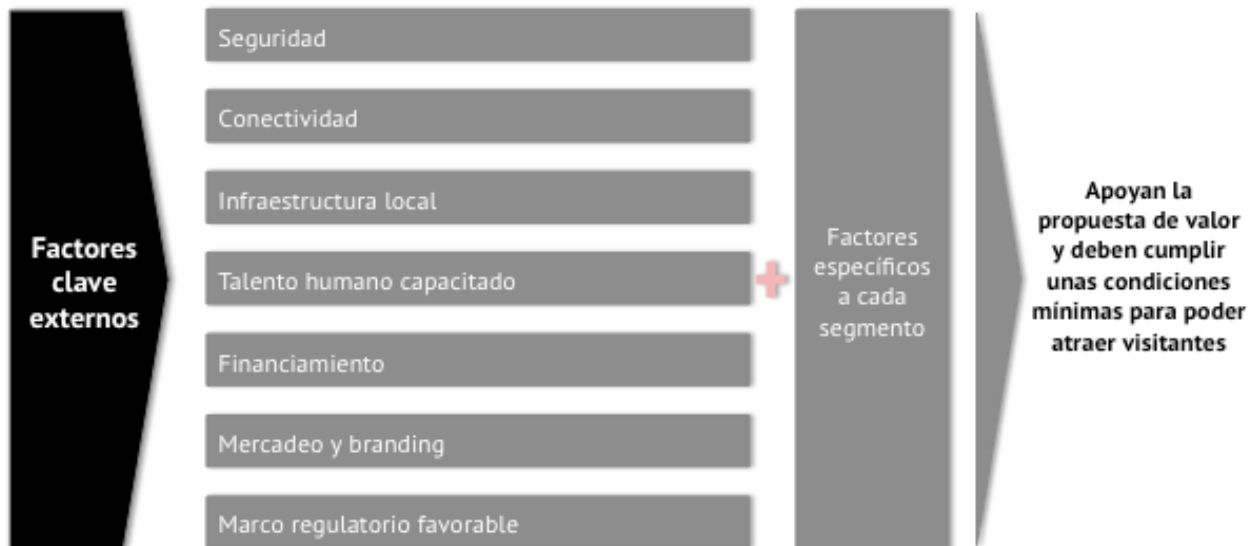 Factores
clave
externos
Seguridad
Conectividad
Infraestructura local
Talento humano capacitado
Financiamiento
Mercadeo y branding
Marco regulatorio favorable
+
Factores
específicos
a cada
segmento
Apoyan la
propuesta de valor
y deben cumplir
unas condiciones
mínimas para poder
atraer visitantes